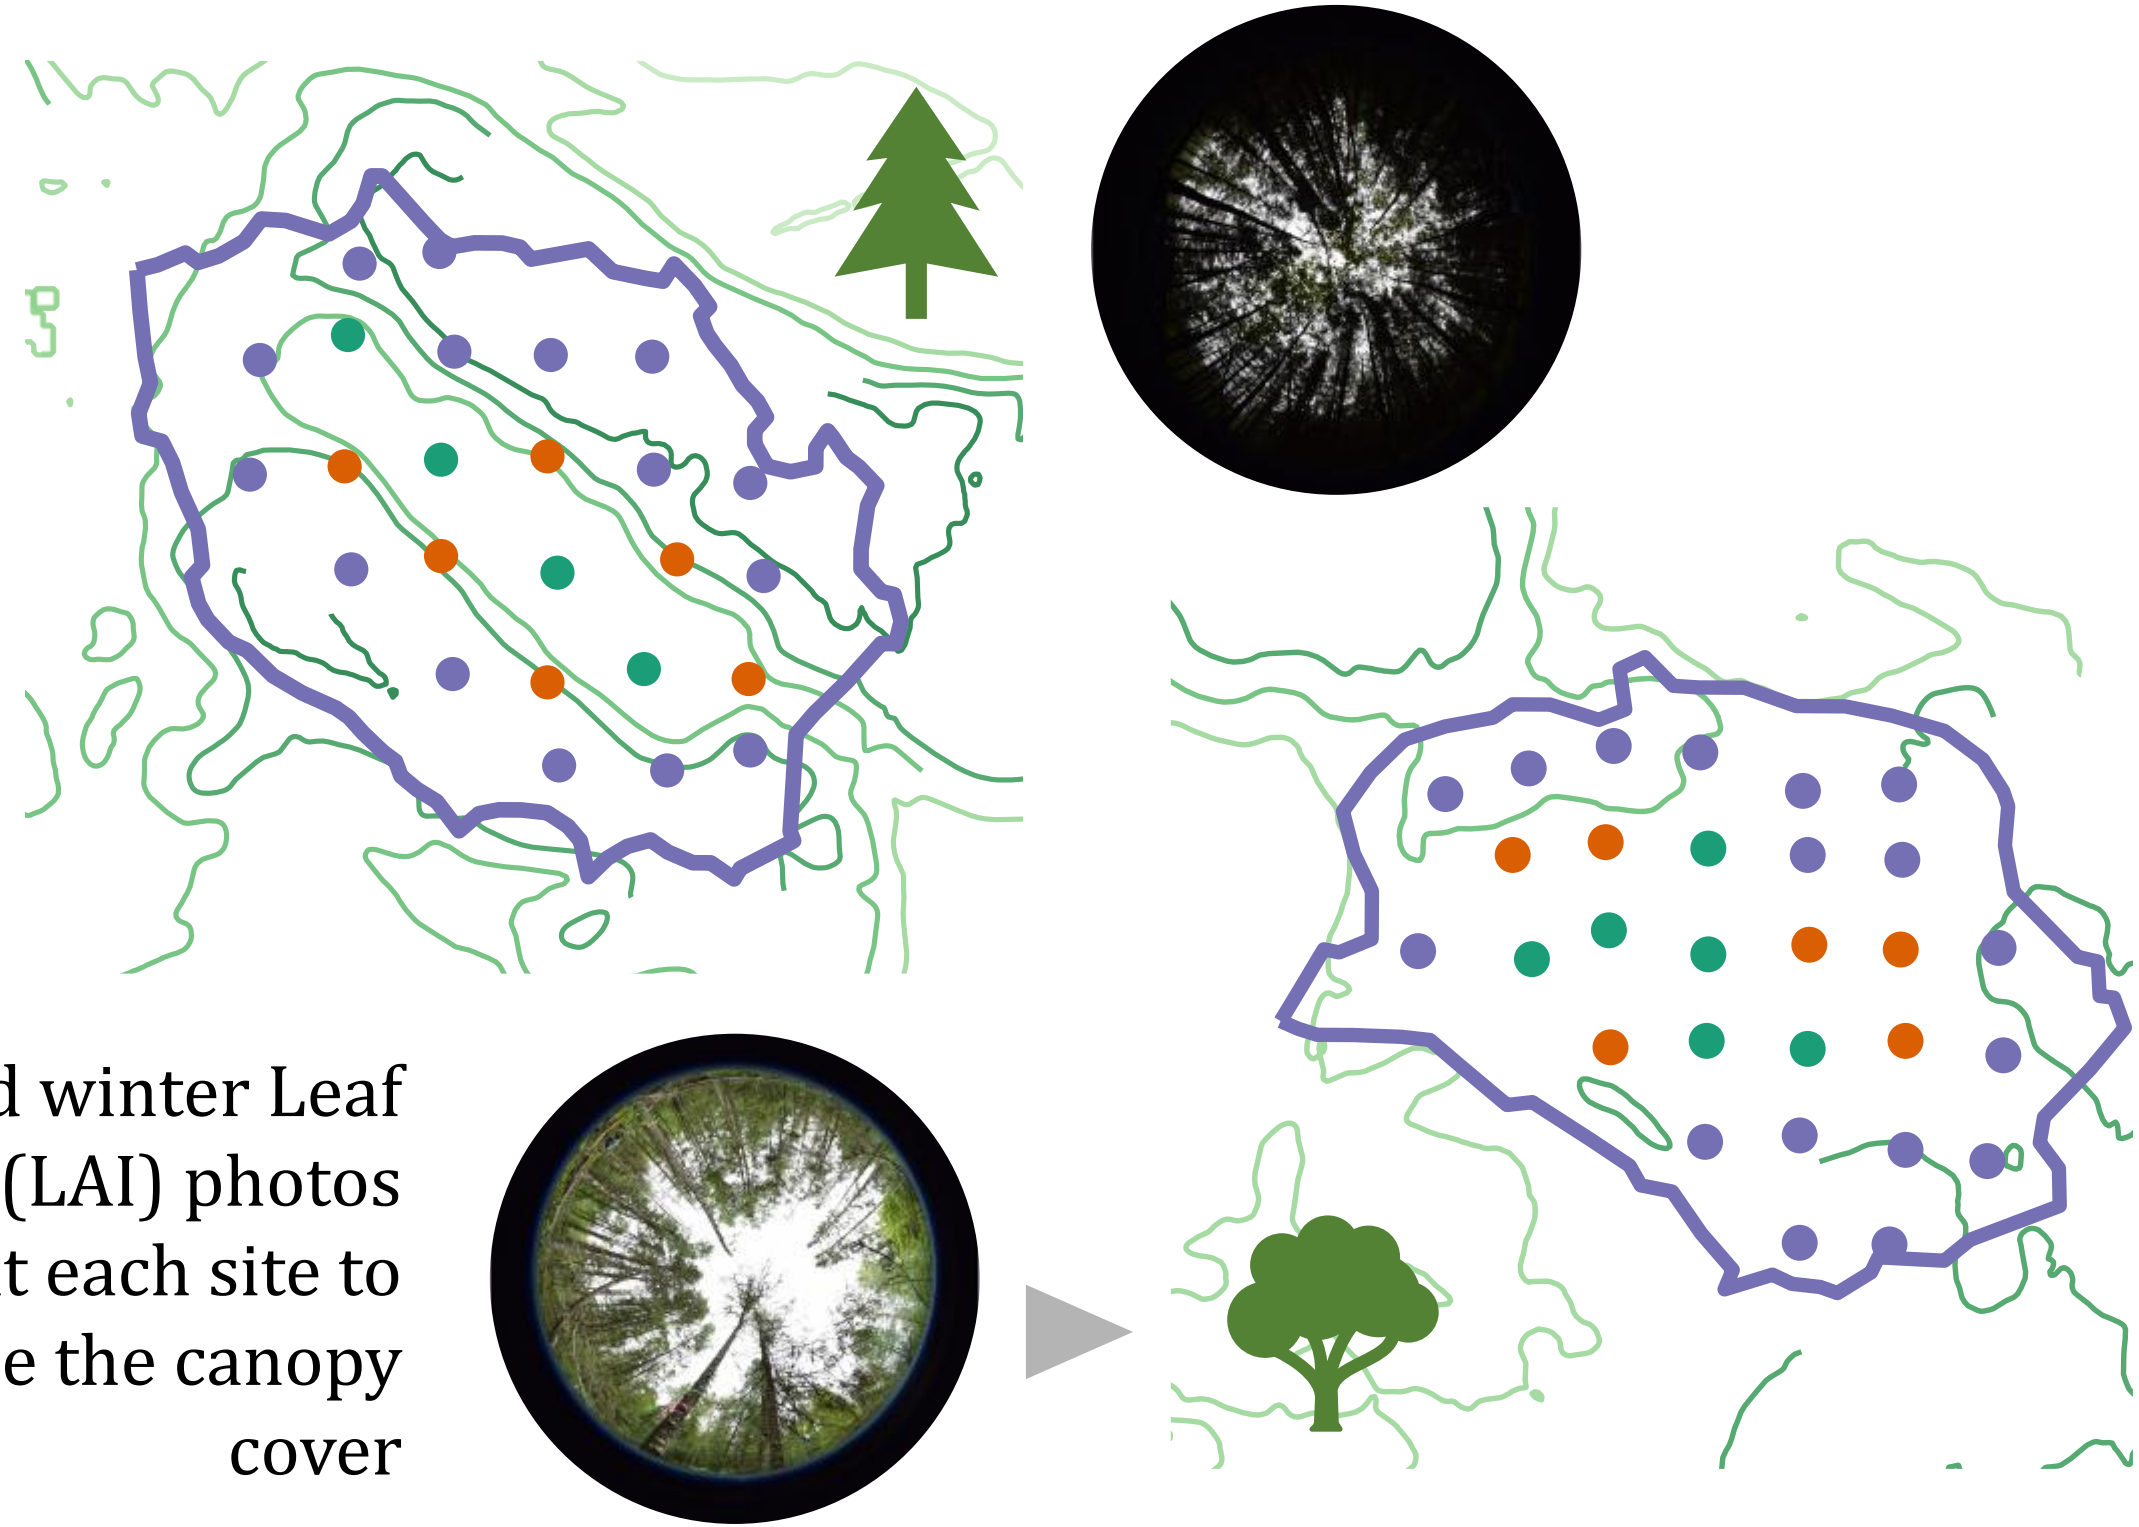 winter Leaf
(LAI) photos
each site to
the canopy
cover